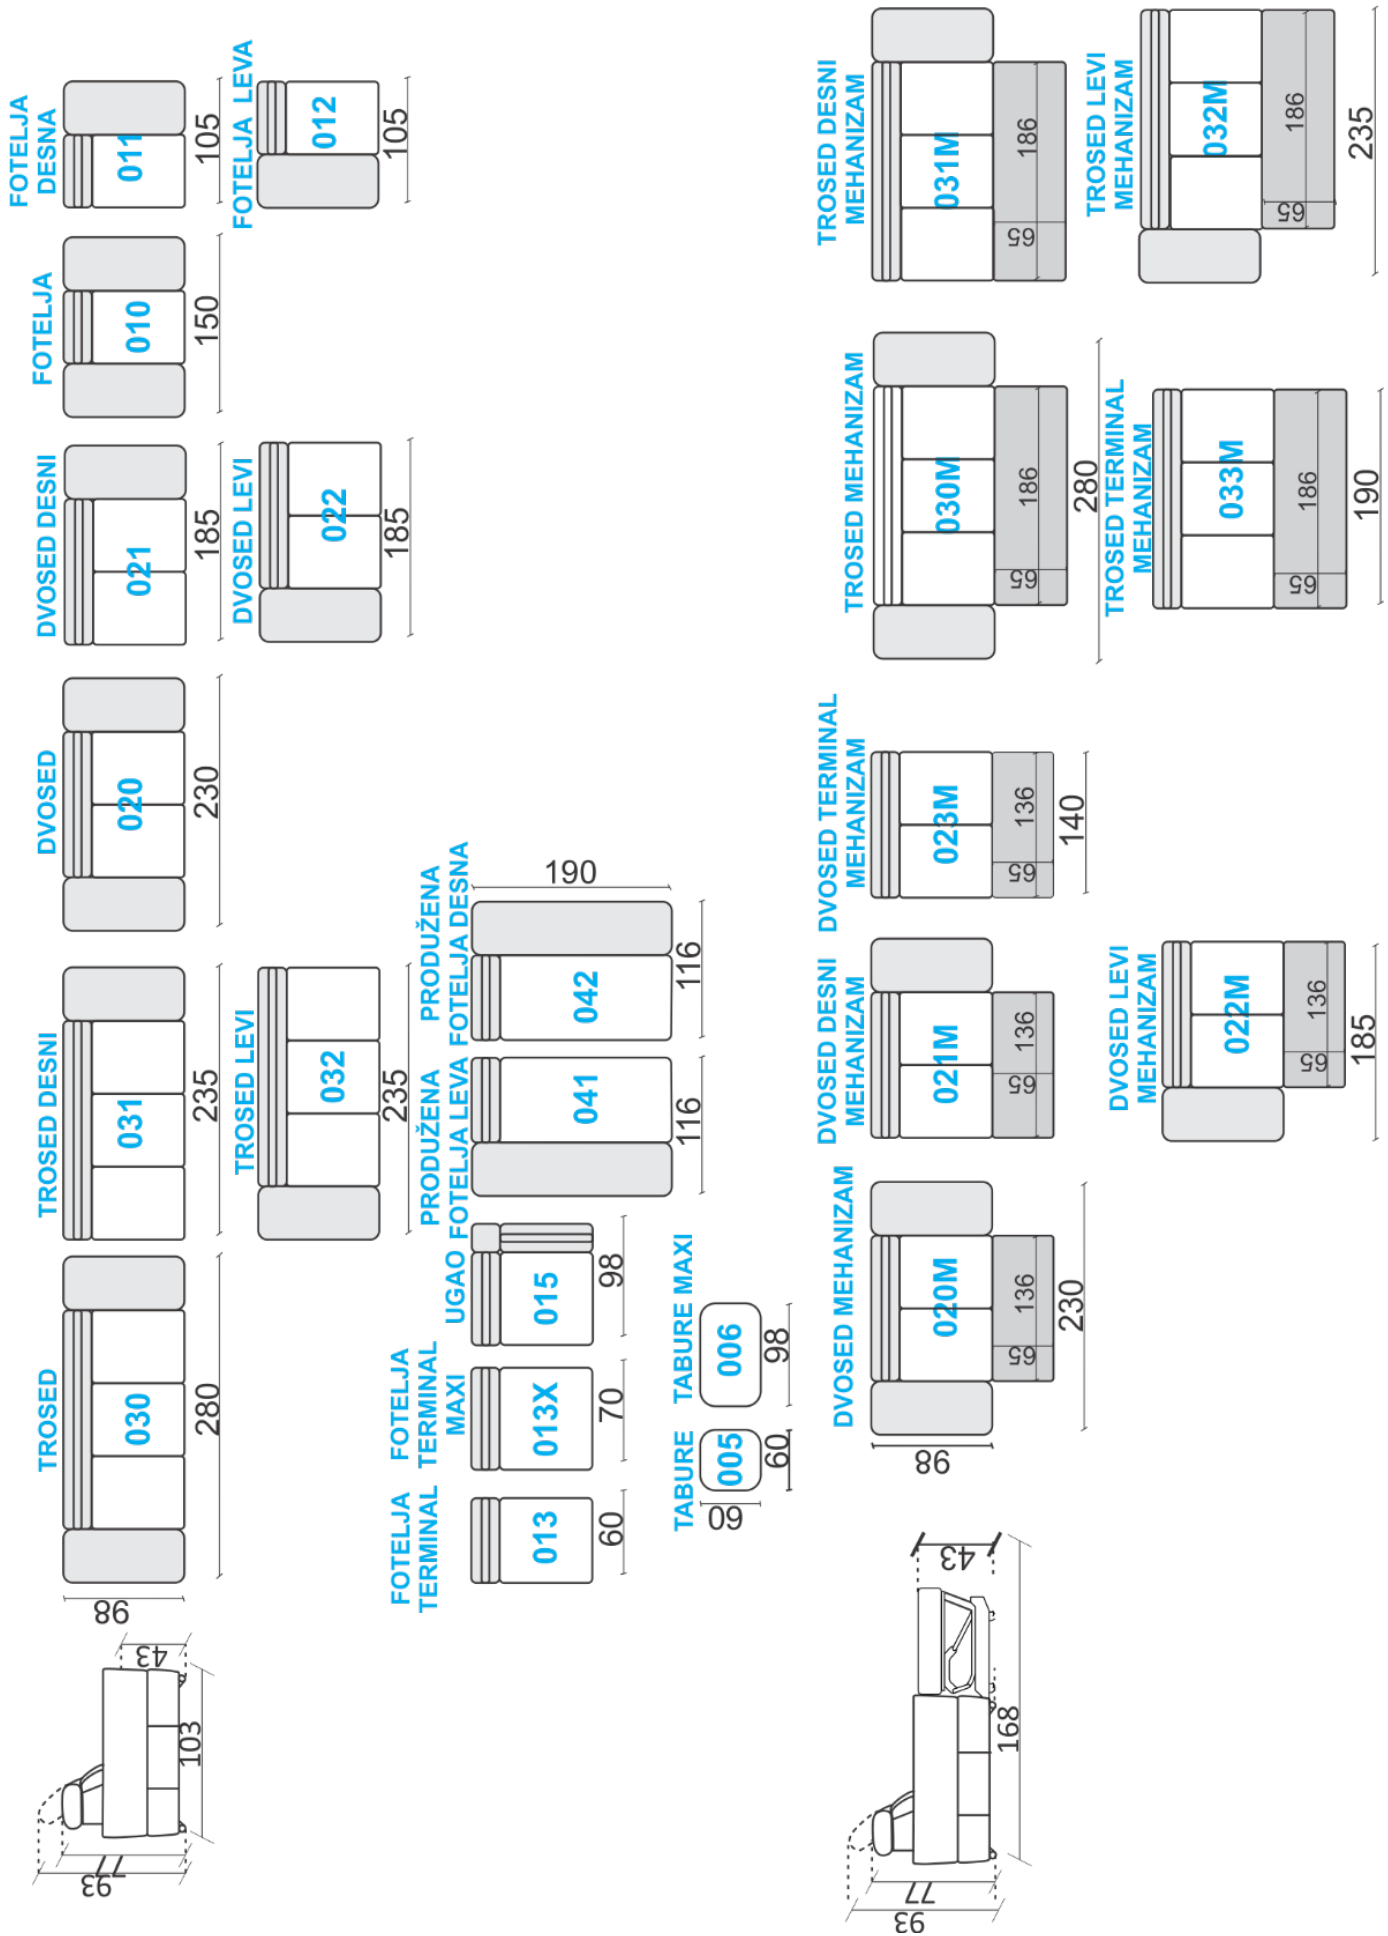 93
77
103
43
98
TROSED
030
280
TROSED DESNI
031
235
DVOSED
020
230
DVOSED DESNI
021
185
FOTELJA
010
150
FOTELJA
DESNA
011
105
TROSED LEVI
032
235
DVOSED LEVI
022
185
FOTELJA LEVA
012
105
FOTELJA
TERMINAL
013
60
FOTELJA
TERMINAL
MAXI
013X
70
UGAO
015
98
PRODUŽENA
FOTELJA LEVA
041
116
PRODUŽENA
FOTELJA DESNA
042
116
190
TABURE
005
60
60
TABURE MAXI
006
98
93
77
168
43
98
DVOSED MEHANIZAM
020M
65
136
230
DVOSED DESNI
MEHANIZAM
021M
65
136
DVOSED TERMINAL
MEHANIZAM
023M
65
136
140
TROSED MEHANIZAM
030M
65
186
280
TROSED DESNI
MEHANIZAM
031M
65
186
DVOSED LEVI
MEHANIZAM
022M
65
136
185
TROSED TERMINAL
MEHANIZAM
033M
65
186
190
TROSED LEVI
MEHANIZAM
032M
65
186
235